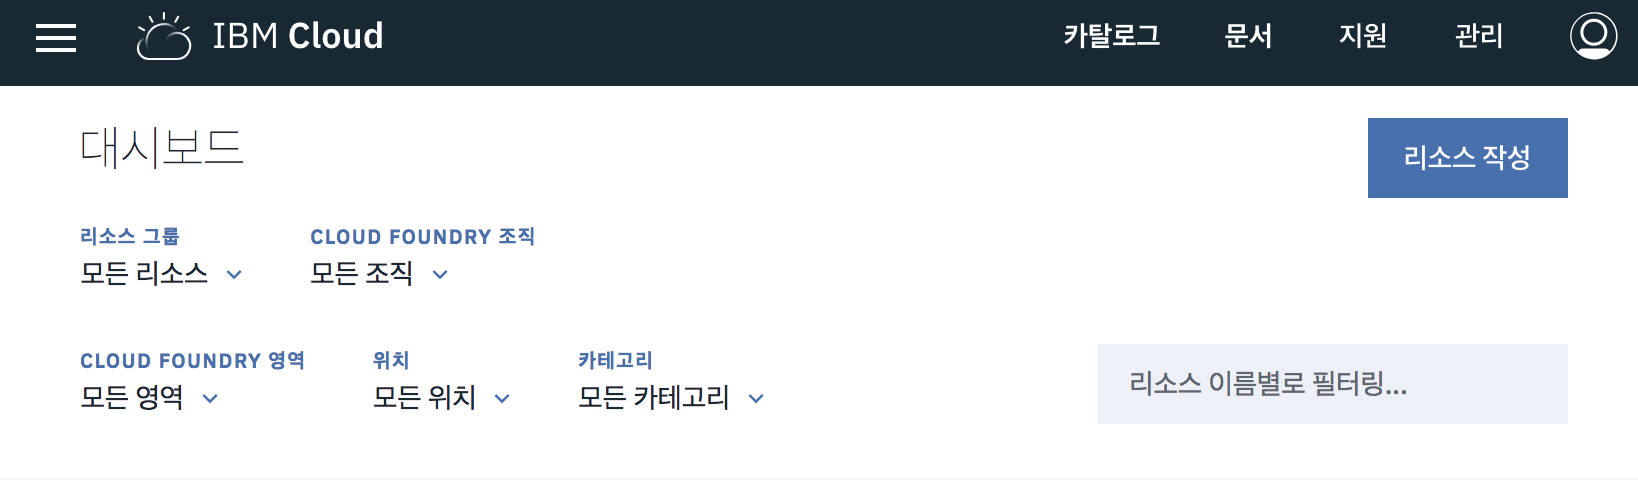 IBM Cloud 카탈로그 문서 지원 관리
대시보드
리소스 작성
리소스 그룹 CLOUD FOUNDRY 조직
모든 리소스 모든 조직
CLOUD FOUNDRY 영역 위치 카테고리
모든 영역 모든 위치 모든 카테고리
리소스 이름별로 필터링...